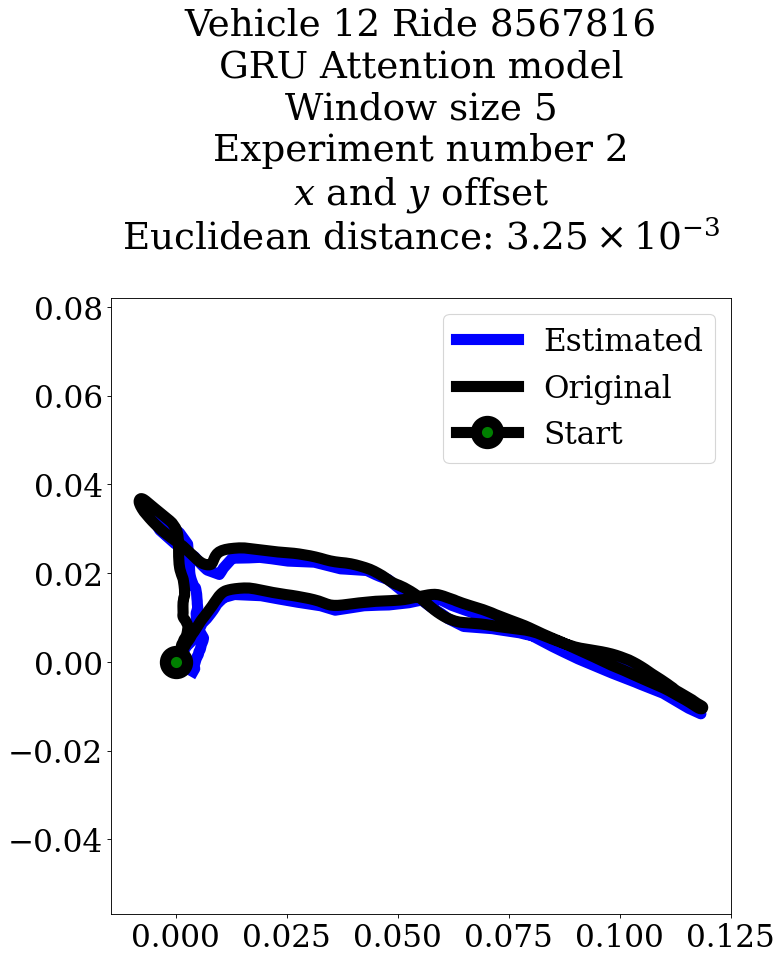 Vehicle 12 Ride 8567816
GRU Attention model
Window size 5
Experiment number 2
x and y offset
Euclidean distance: 3.25 × 10⁻³
0.08
0.06
0.04
0.02
0.00
−0.02
−0.04
Estimated
Original
Start
0.000 0.025 0.050 0.075 0.100 0.125